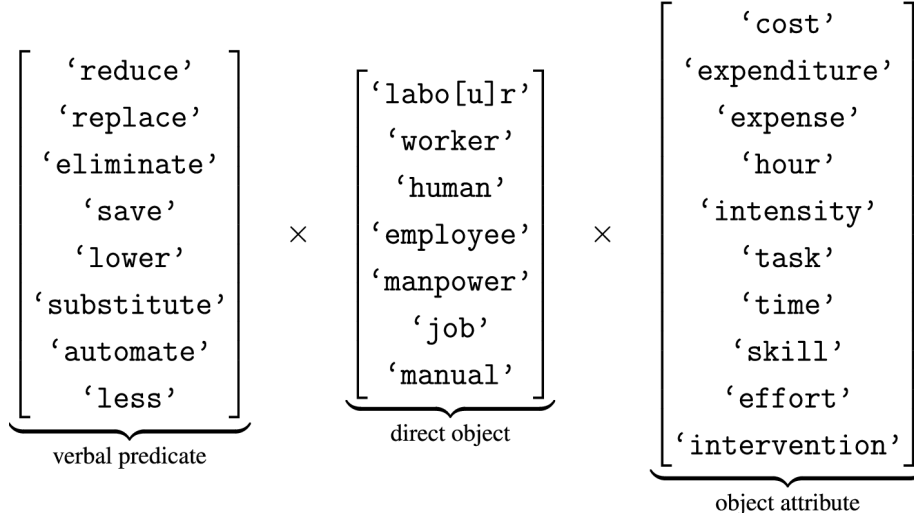 ‘reduce’
‘replace’
‘eliminate’
‘save’
‘lower’
‘substitute’
‘automate’
‘less’
verbal predicate
×
‘labo[u]r’
‘worker’
‘human’
‘employee’
‘manpower’
‘job’
‘manual’
direct object
×
‘cost’
‘expenditure’
‘expense’
‘hour’
‘intensity’
‘task’
‘time’
‘skill’
‘effort’
‘intervention’
object attribute